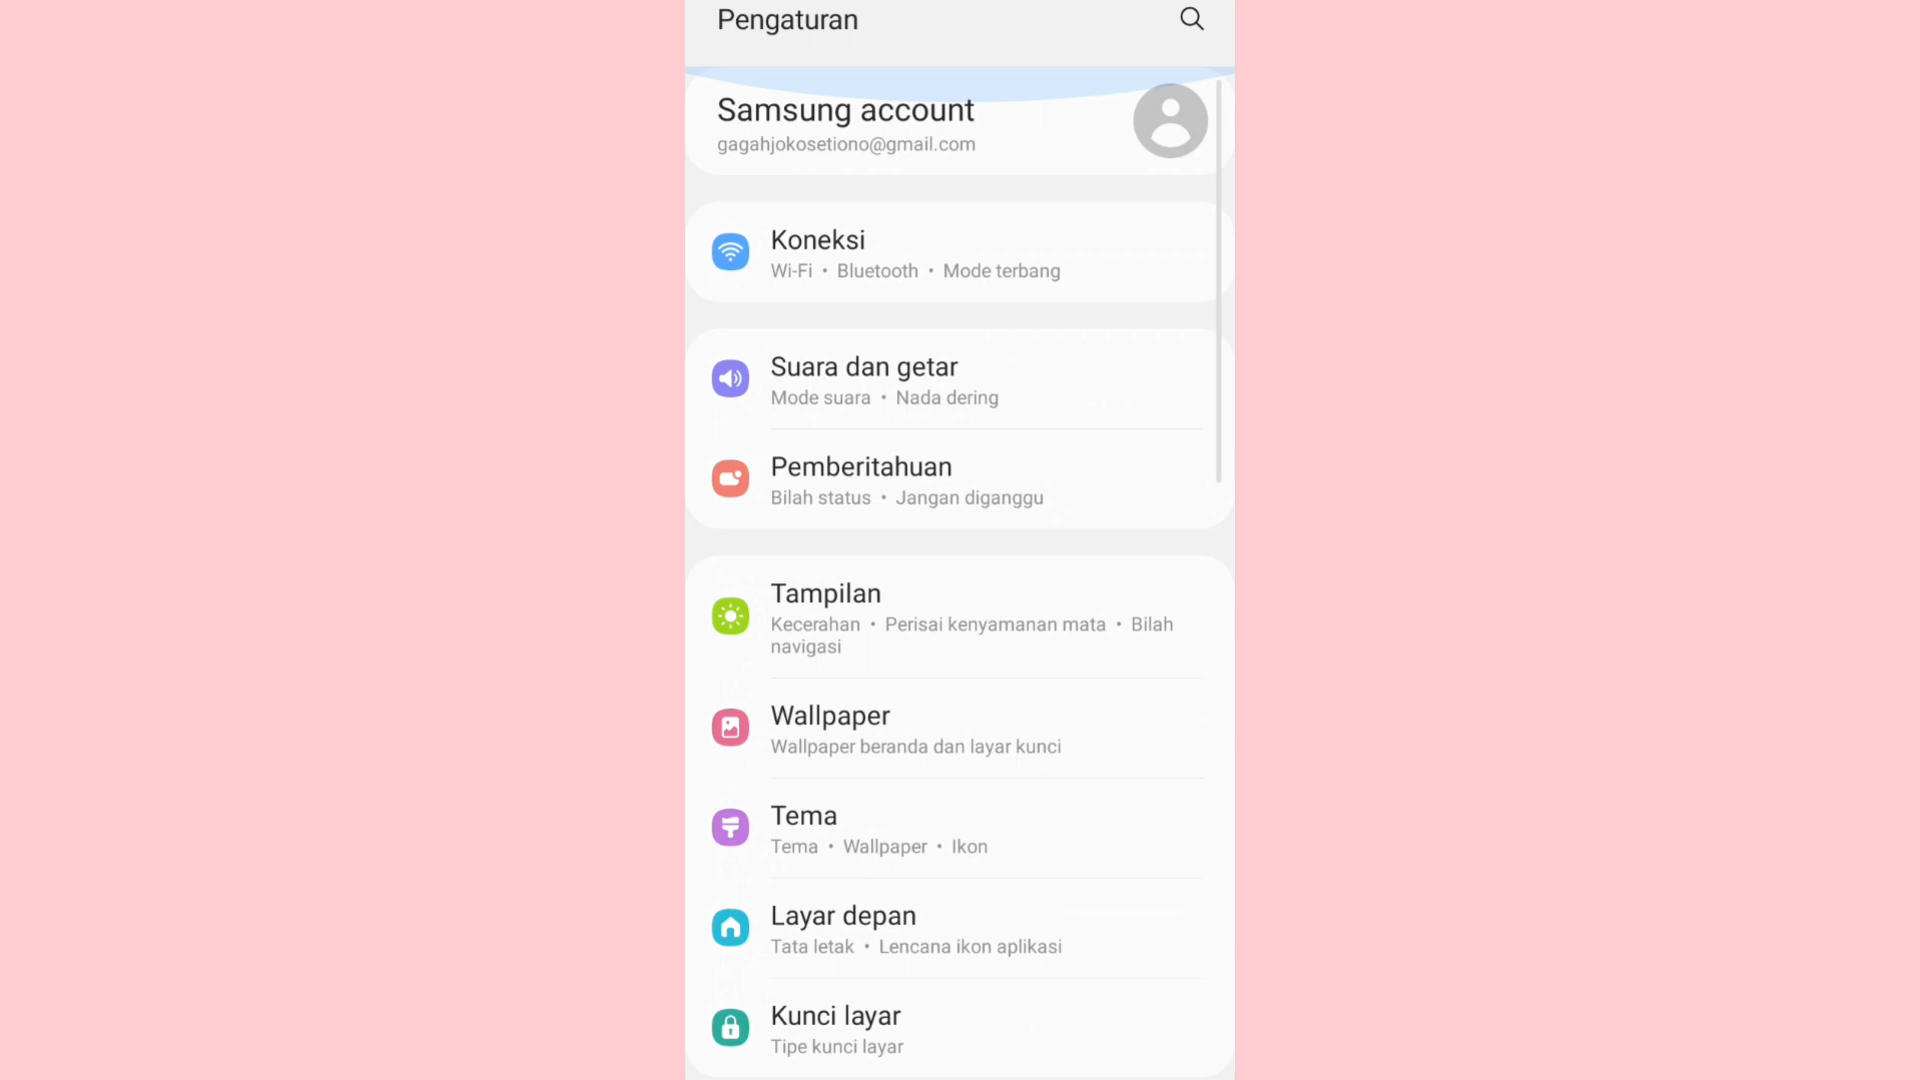 Pengaturan
Samsung account
gagahjokosetiono@gmail.com
Koneksi
Wi-Fi • Bluetooth • Mode terbang
Suara dan getar
Mode suara • Nada dering
Pemberitahuan
Bilah status • Jangan diganggu
Tampilan
Kecerahan • Perisai kenyamanan mata • Bilah
navigasi
Wallpaper
Wallpaper beranda dan layar kunci
Tema
Tema • Wallpaper • Ikon
Layar depan
Tata letak • Lencana ikon aplikasi
Kunci layar
Tipe kunci layar